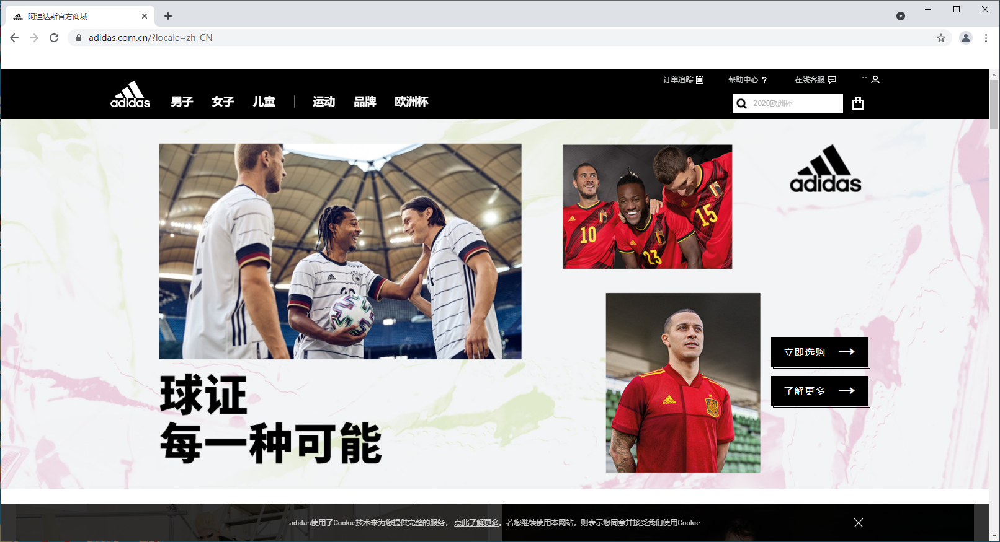 阿迪达斯官方商城
adidas.com.cn/?locale=zh_CN
订单追踪 帮助中心 ? 在线客服 --
adidas 男子 女子 儿童 运动 品牌 欧洲杯
2020欧洲杯
adidas
10 23 15
adidas
立即选购
了解更多
球证
每一种可能
adidas使用了Cookie技术来为您提供完整的服务， 点此了解更多。若您继续使用本网站，则表示您同意并接受我们使用Cookie